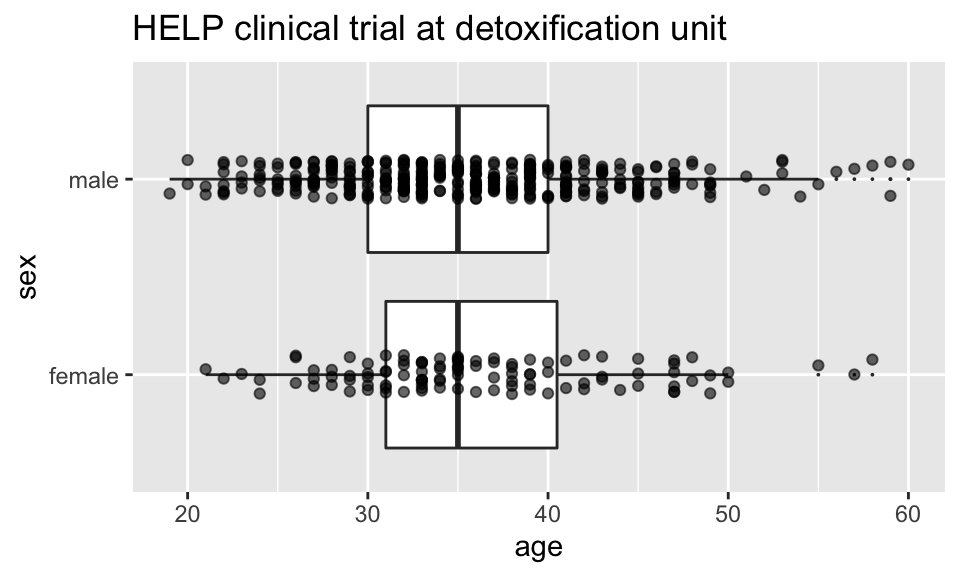 HELP clinical trial at detoxification unit
sex
male
female
20 30 40 50 60
age